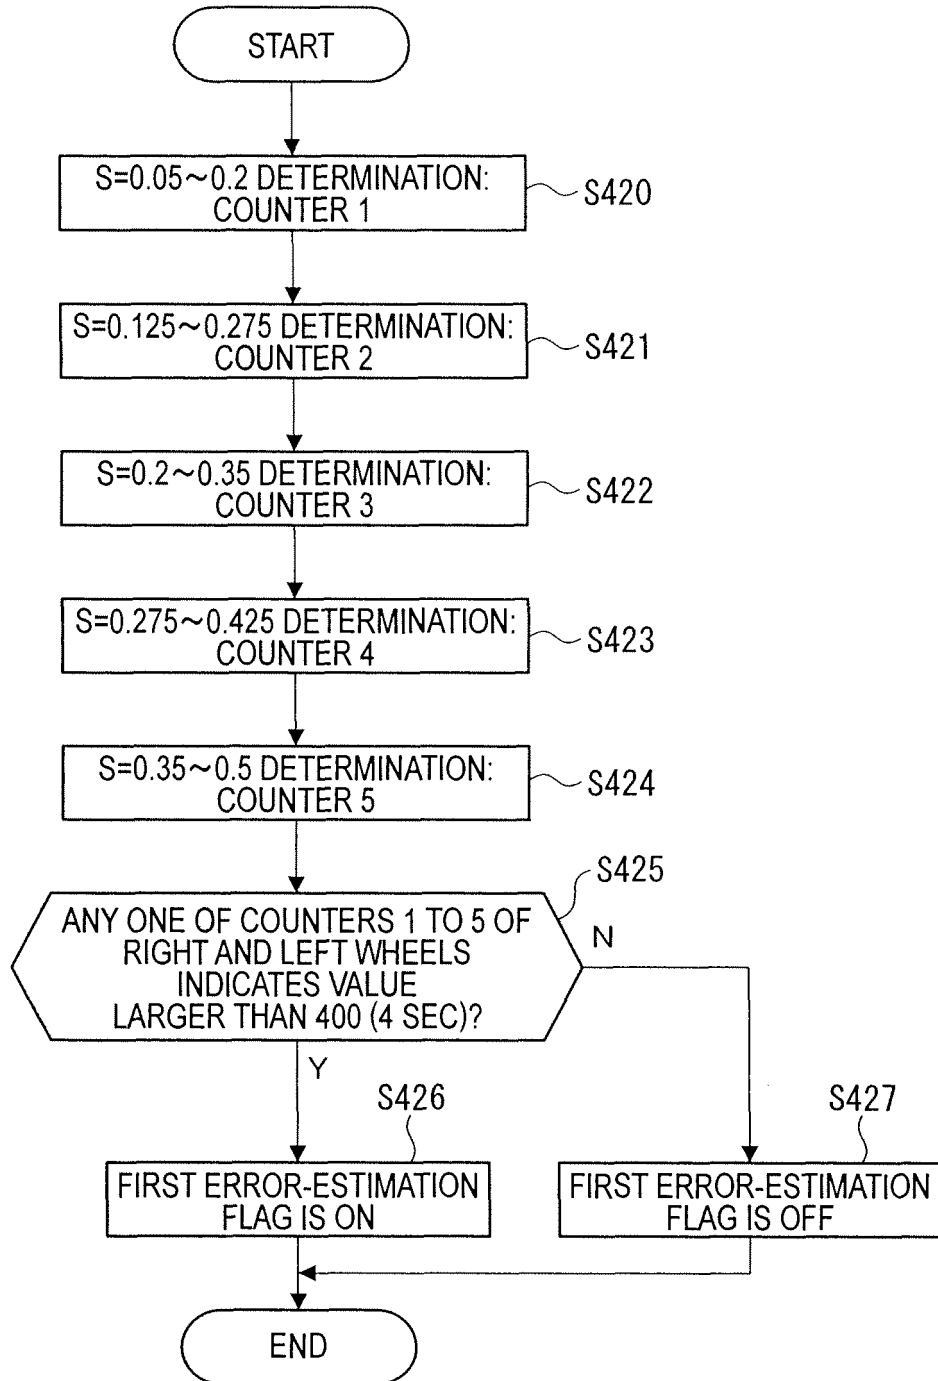 START
S=0.05~0.2 DETERMINATION:
COUNTER 1
S420
S=0.125~0.275 DETERMINATION:
COUNTER 2
S421
S=0.2~0.35 DETERMINATION:
COUNTER 3
S422
S=0.275~0.425 DETERMINATION:
COUNTER 4
S423
S=0.35~0.5 DETERMINATION:
COUNTER 5
S424
S425
ANY ONE OF COUNTERS 1 TO 5 OF
RIGHT AND LEFT WHEELS
INDICATES VALUE
LARGER THAN 400 (4 SEC)?
N
Y
S426
FIRST ERROR-ESTIMATION
FLAG IS ON
S427
FIRST ERROR-ESTIMATION
FLAG IS OFF
END